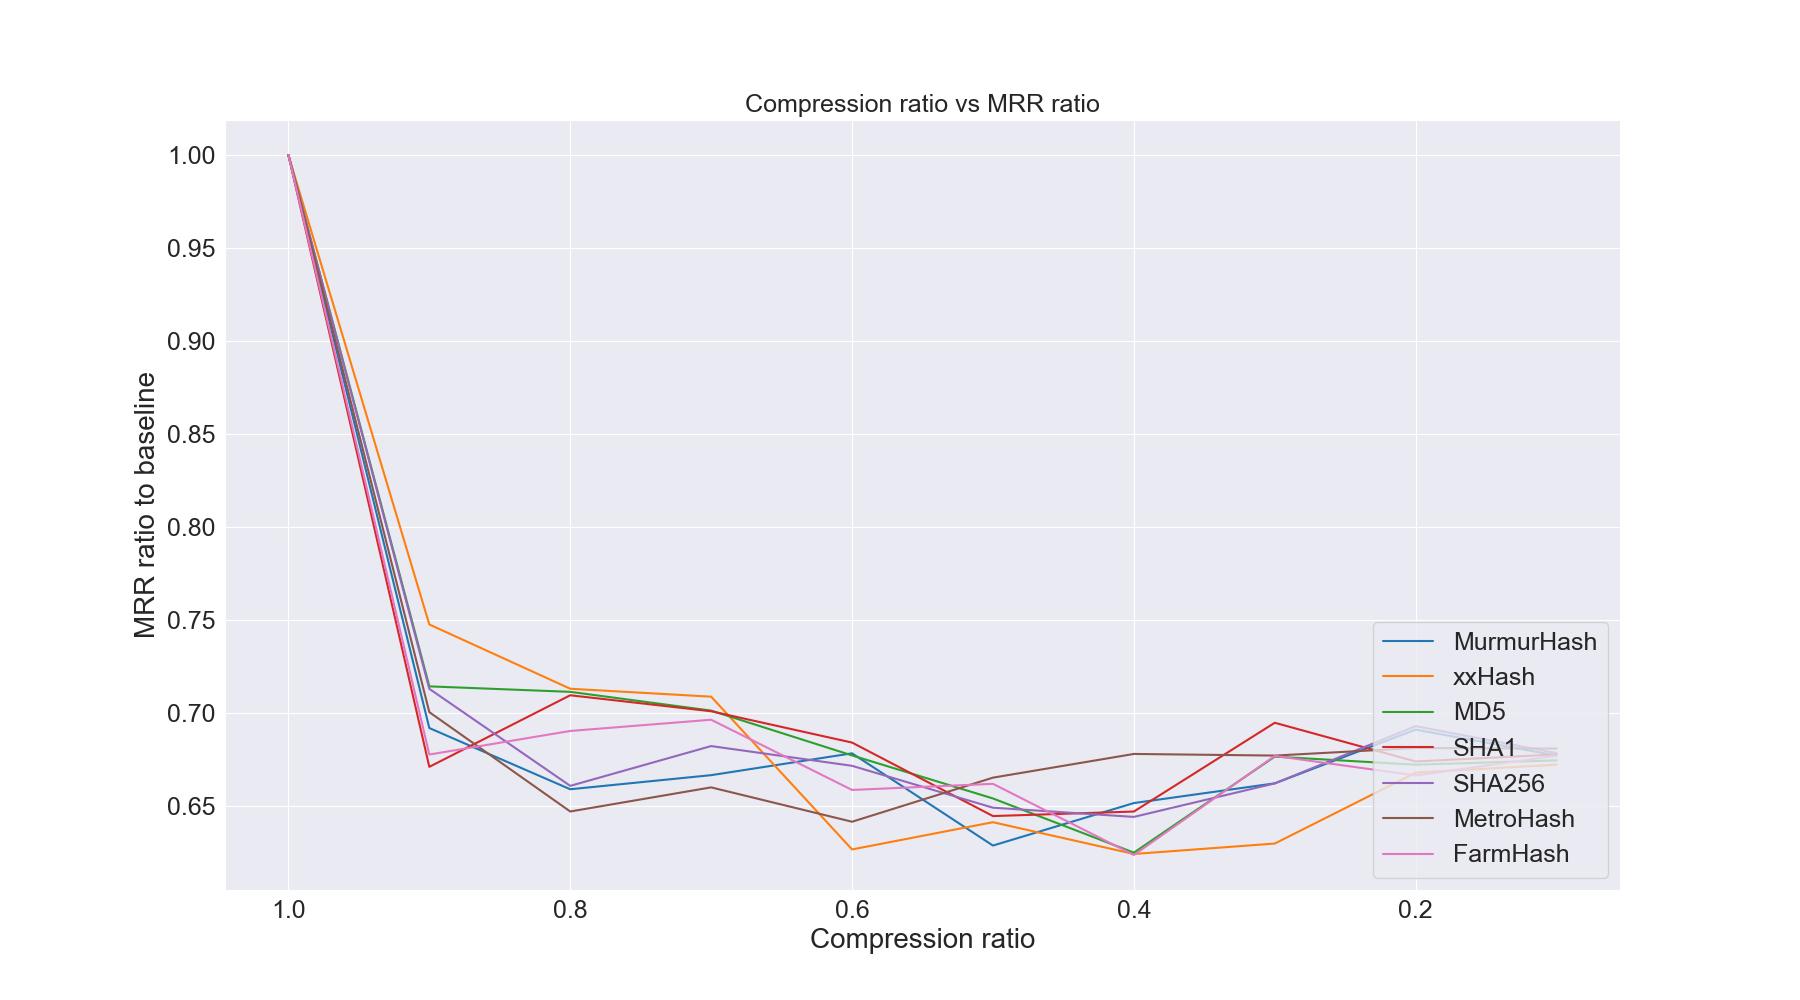 Compression ratio vs MRR ratio
MRR ratio to baseline
1.00
0.95
0.90
0.85
0.80
0.75
0.70
0.65
MurmurHash
xxHash
MD5
SHA1
SHA256
MetroHash
FarmHash
1.0 0.8 0.6 0.4 0.2
Compression ratio